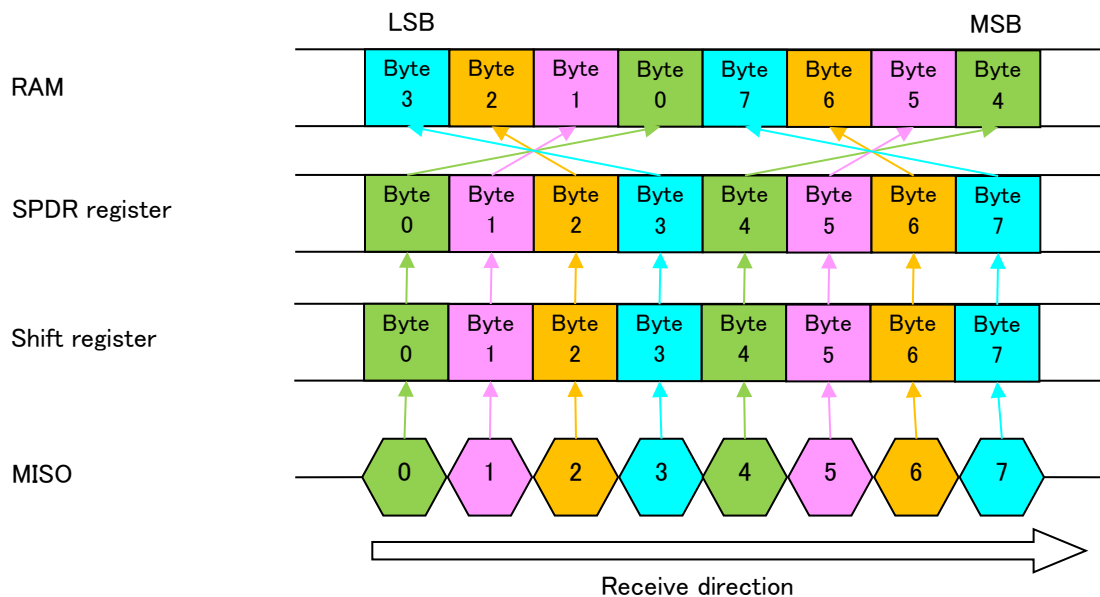 LSB MSB
RAM
Byte 3 Byte 2 Byte 1 Byte 0 Byte 7 Byte 6 Byte 5 Byte 4
SPDR register
Byte 0 Byte 1 Byte 2 Byte 3 Byte 4 Byte 5 Byte 6 Byte 7
Shift register
Byte 0 Byte 1 Byte 2 Byte 3 Byte 4 Byte 5 Byte 6 Byte 7
MISO
0 1 2 3 4 5 6 7
Receive direction